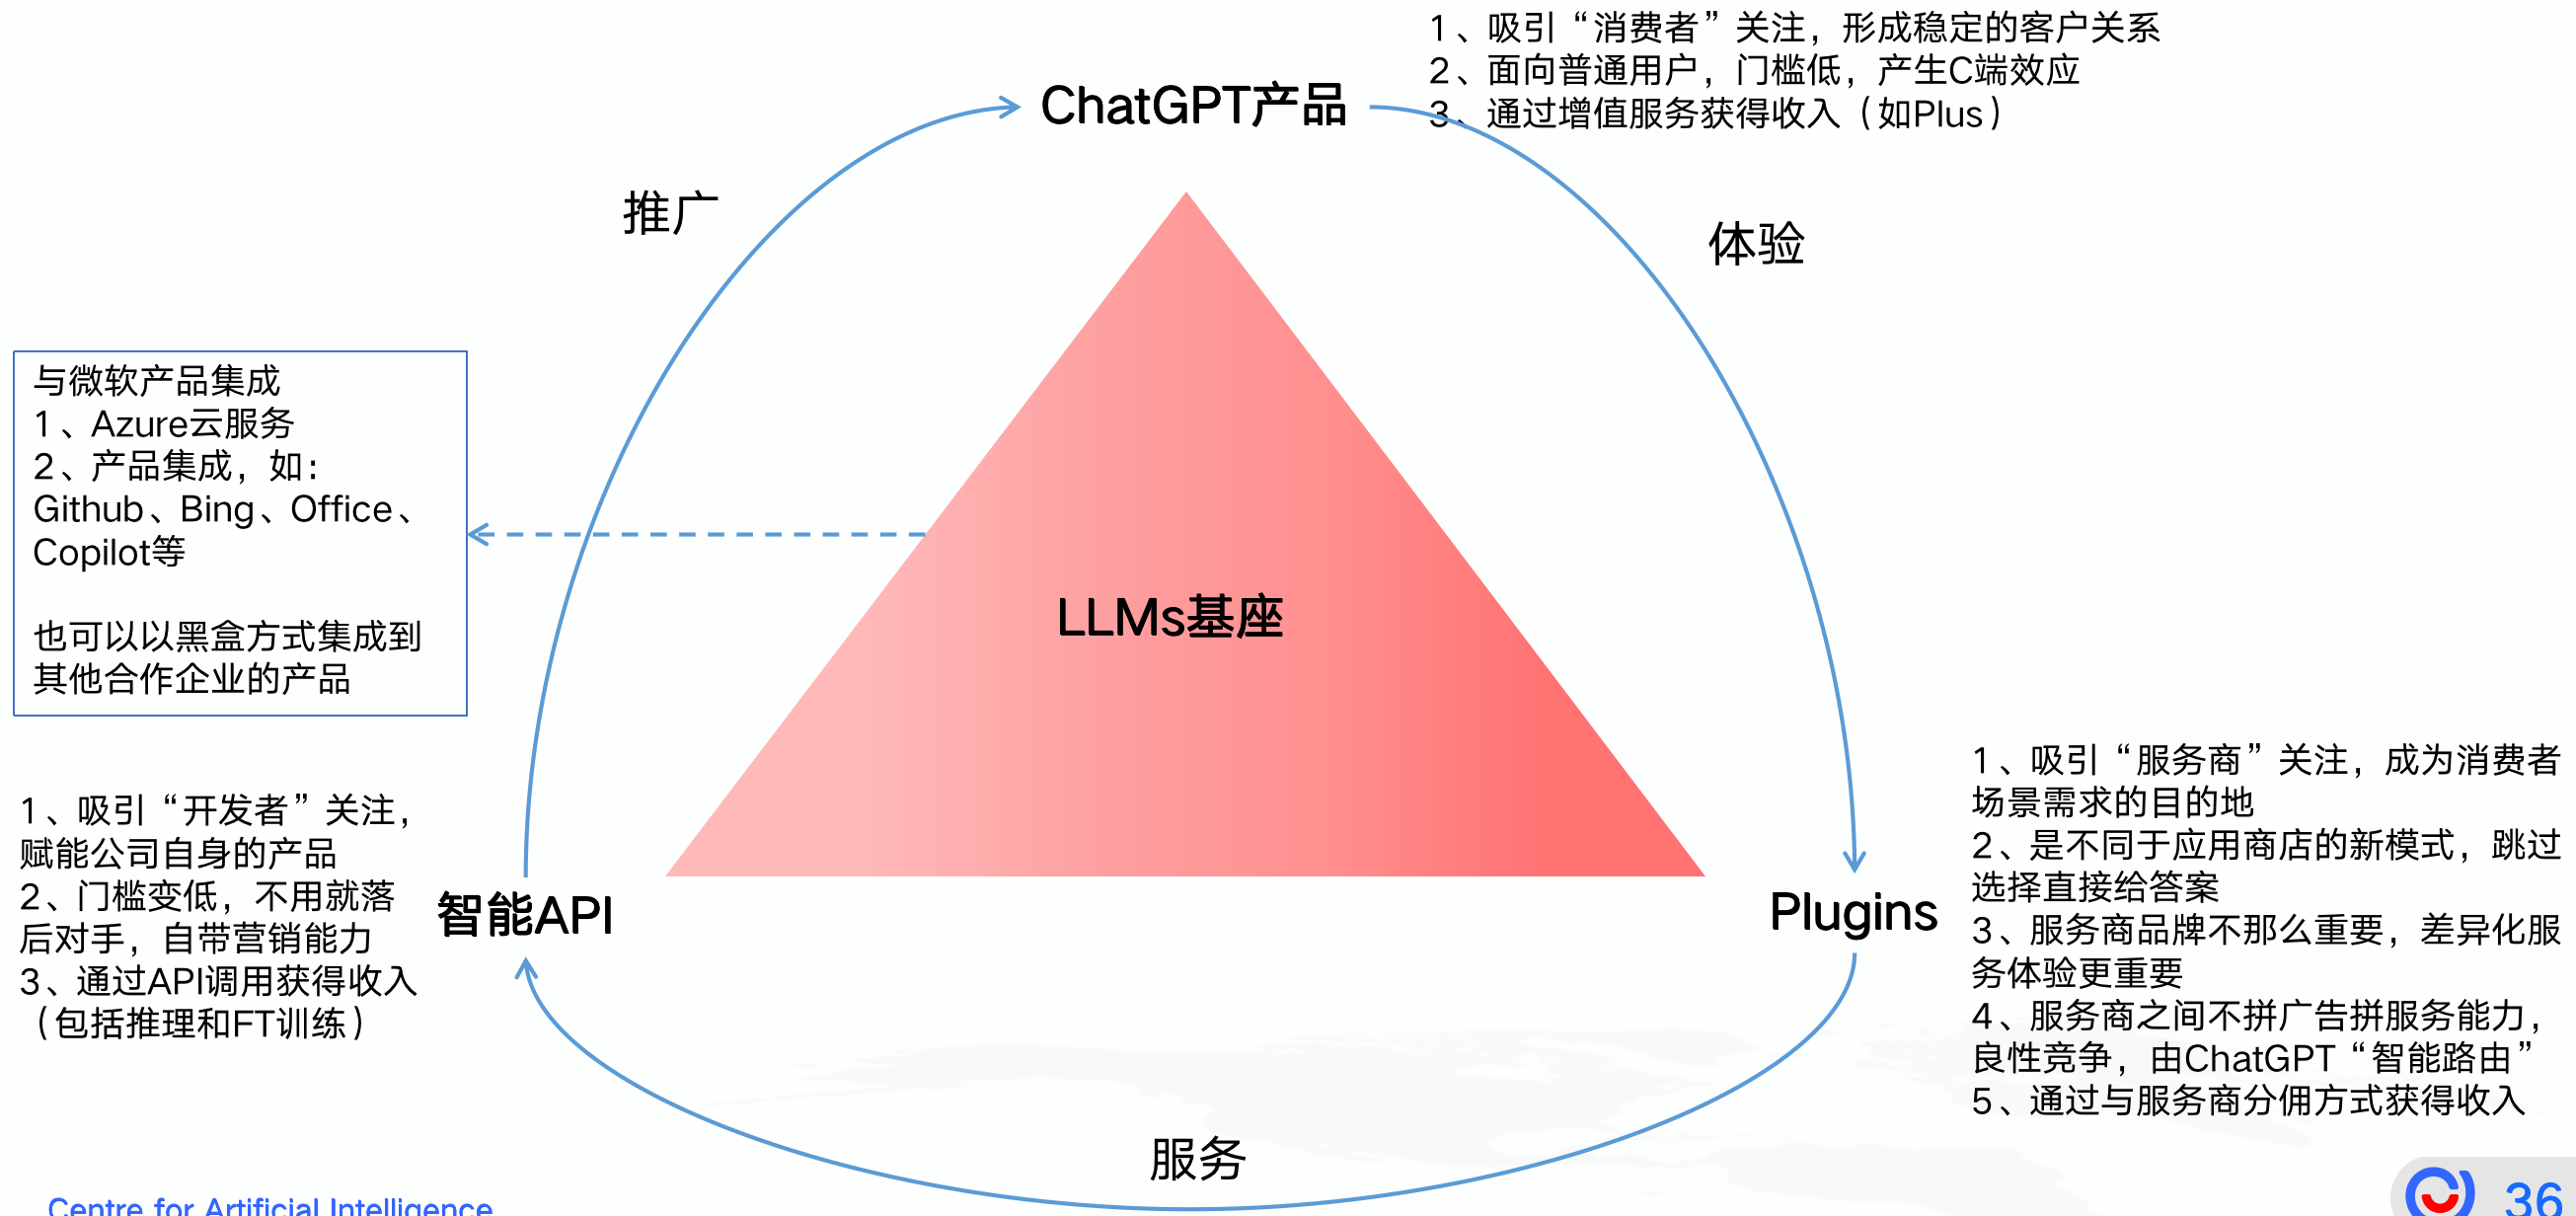 1、吸引“消费者”关注，形成稳定的客户关系
2、面向普通用户，门槛低，产生C端效应
3、通过增值服务获得收入（如Plus）
ChatGPT产品
推广
体验
与微软产品集成
1、Azure云服务
2、产品集成，如：
Github、Bing、Office、
Copilot等
也可以以黑盒方式集成到
其他合作企业的产品
LLMs基座
1、吸引“开发者”关注，
赋能公司自身的产品
2、门槛变低，不用就落
后对手，自带营销能力
3、通过API调用获得收入
（包括推理和FT训练）
智能API
Plugins
1、吸引“服务商”关注，成为消费者
场景需求的目的地
2、是不同于应用商店的新模式，跳过
选择直接给答案
3、服务商品牌不那么重要，差异化服
务体验更重要
4、服务商之间不拼广告拼服务能力，
良性竞争，由ChatGPT“智能路由”
5、通过与服务商分佣方式获得收入
服务
Centre for Artificial Intelligence
36